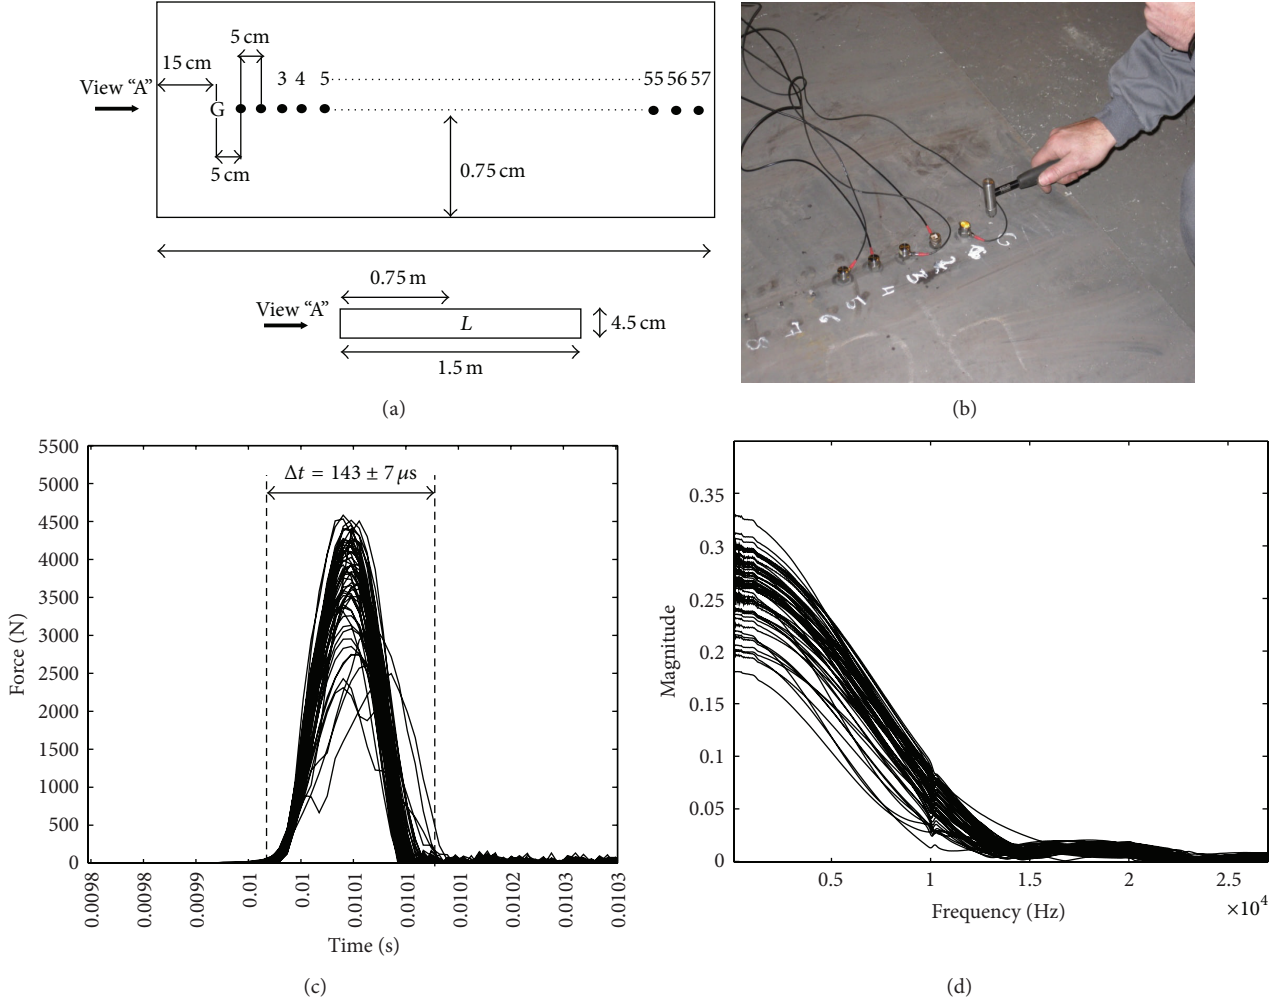 5 cm
15 cm
3 4 5 55 56 57
View “A”
G
5 cm
0.75 cm
0.75 m
View “A”
L
4.5 cm
1.5 m
(a)
(b)
5500
5000
4500
4000
3500
3000
2500
2000
1500
1000
500
0
Force (N)
Δt = 143 ± 7 μs
0.0098
0.0098
0.0099
0.01
0.01
0.01
0.0101
0.0101
0.0102
0.0103
0.0103
Time (s)
(c)
0.35
0.3
0.25
0.2
0.15
0.1
0.05
0
Magnitude
0.5 1 1.5 2 2.5
×10⁴
Frequency (Hz)
(d)